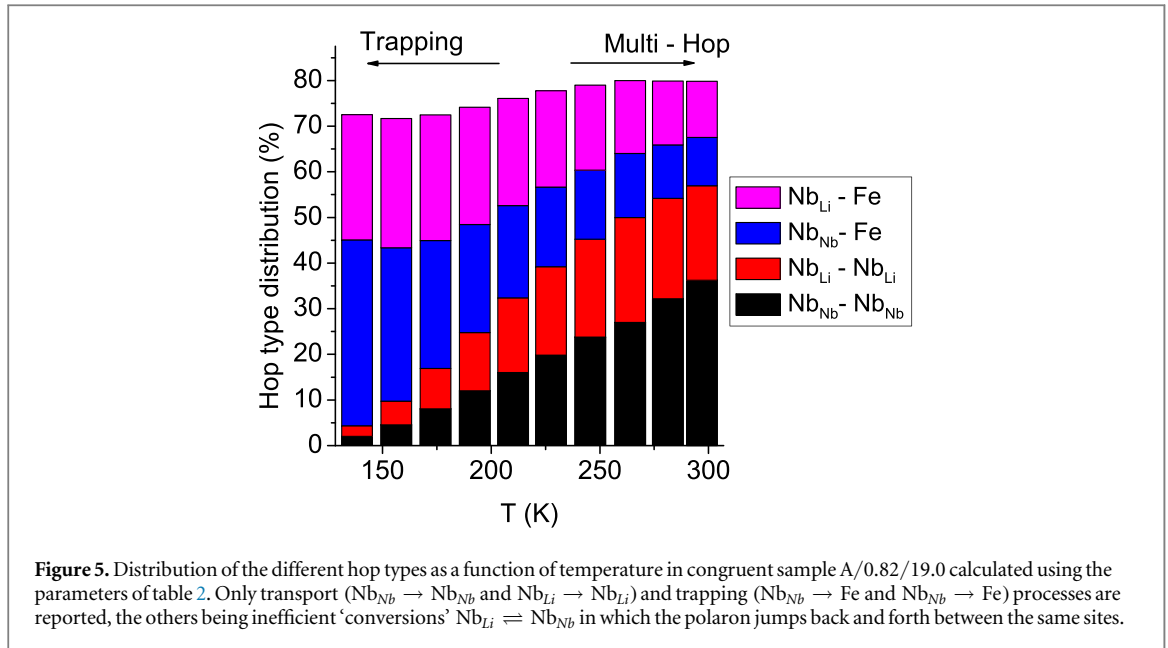 Trapping
Multi - Hop
Hop type distribution (%)
80
70
60
50
40
30
20
10
0
150
200
250
300
T (K)
Nb_Li - Fe
Nb_Nb - Fe
Nb_Li - Nb_Li
Nb_Nb - Nb_Nb
Figure 5. Distribution of the different hop types as a function of temperature in congruent sample A/0.82/19.0 calculated using the
parameters of table 2. Only transport (Nb_Nb → Nb_Nb and Nb_Li → Nb_Li) and trapping (Nb_Nb → Fe and Nb_Nb → Fe) processes are
reported, the others being inefficient ‘conversions’ Nb_Li ⇌ Nb_Nb in which the polaron jumps back and forth between the same sites.